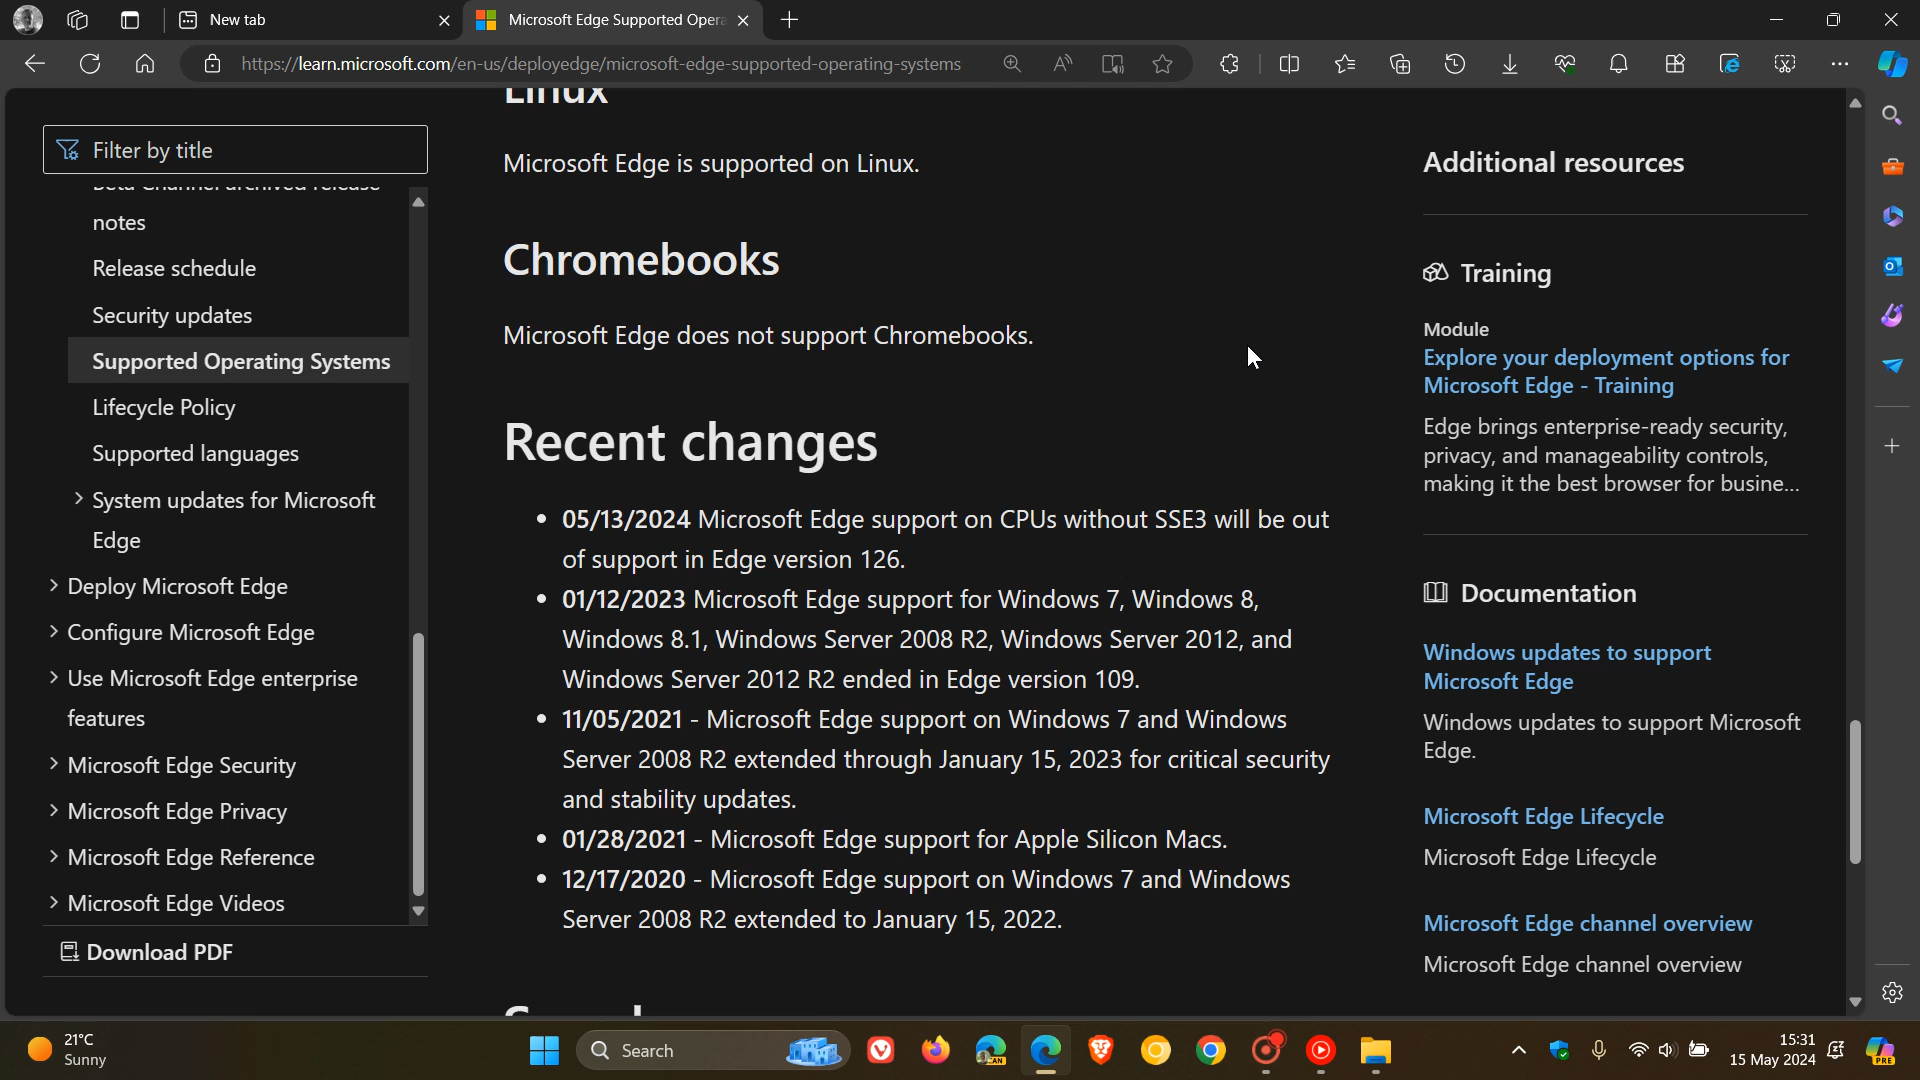 New tab
Microsoft Edge Supported Opera
https://learn.microsoft.com/en-us/deployedge/microsoft-edge-supported-operating-systems
Filter by title
Beta Channel archived release
notes
Release schedule
Security updates
Supported Operating Systems
Lifecycle Policy
Supported languages
System updates for Microsoft
Edge
Deploy Microsoft Edge
Configure Microsoft Edge
Use Microsoft Edge enterprise
features
Microsoft Edge Security
Microsoft Edge Privacy
Microsoft Edge Reference
Microsoft Edge Videos
Download PDF
Linux
Microsoft Edge is supported on Linux.
Chromebooks
Microsoft Edge does not support Chromebooks.
Recent changes
05/13/2024 Microsoft Edge support on CPUs without SSE3 will be out
of support in Edge version 126.
01/12/2023 Microsoft Edge support for Windows 7, Windows 8,
Windows 8.1, Windows Server 2008 R2, Windows Server 2012, and
Windows Server 2012 R2 ended in Edge version 109.
11/05/2021 - Microsoft Edge support on Windows 7 and Windows
Server 2008 R2 extended through January 15, 2023 for critical security
and stability updates.
01/28/2021 - Microsoft Edge support for Apple Silicon Macs.
12/17/2020 - Microsoft Edge support on Windows 7 and Windows
Server 2008 R2 extended to January 15, 2022.
Additional resources
Training
Module
Explore your deployment options for
Microsoft Edge - Training
Edge brings enterprise-ready security,
privacy, and manageability controls,
making it the best browser for busine...
Documentation
Windows updates to support
Microsoft Edge
Windows updates to support Microsoft
Edge.
Microsoft Edge Lifecycle
Microsoft Edge Lifecycle
Microsoft Edge channel overview
Microsoft Edge channel overview
21°C
Sunny
Search
CAN
15:31
15 May 2024
PRE